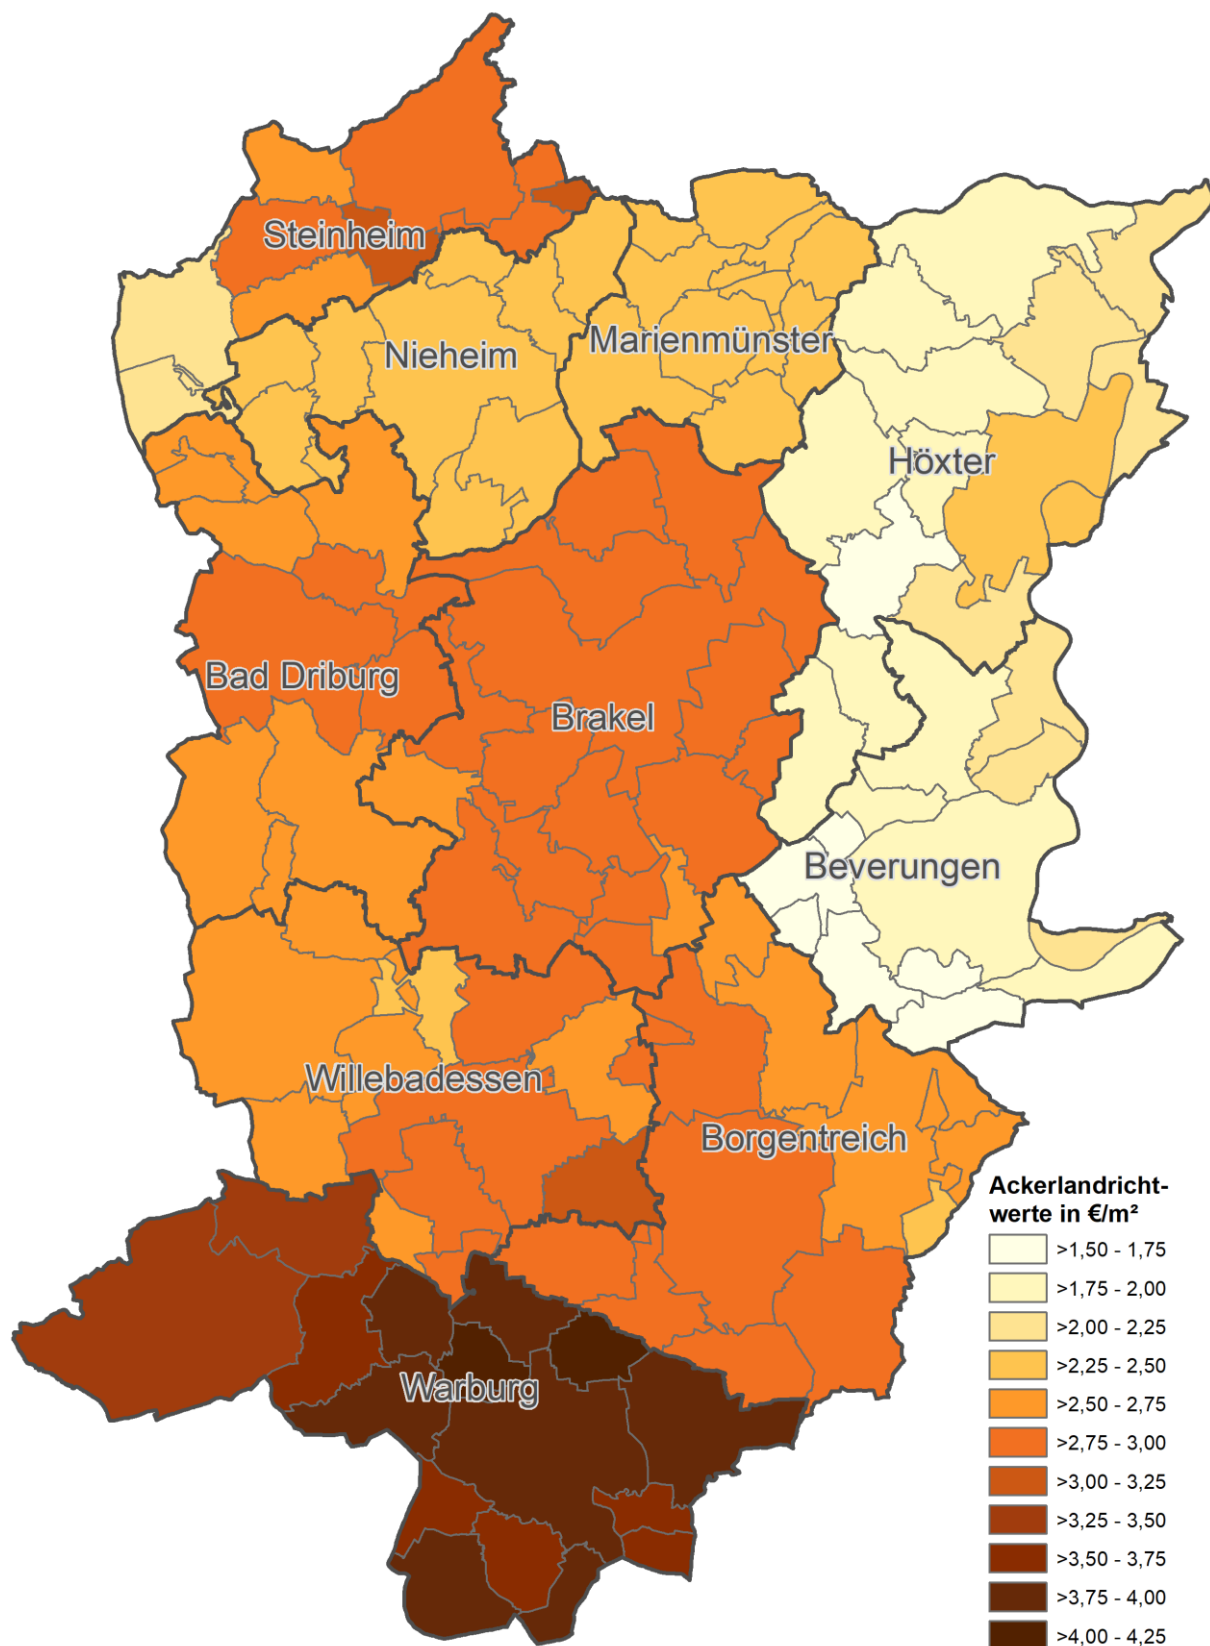 Steinheim
Nieheim
Marienmünster
Höxter
Bad Driburg
Brakel
Beverungen
Willebadessen
Borgentreich
Warburg
Ackerlandricht-
werte in €/m²
>1,50 - 1,75
>1,75 - 2,00
>2,00 - 2,25
>2,25 - 2,50
>2,50 - 2,75
>2,75 - 3,00
>3,00 - 3,25
>3,25 - 3,50
>3,50 - 3,75
>3,75 - 4,00
>4,00 - 4,25